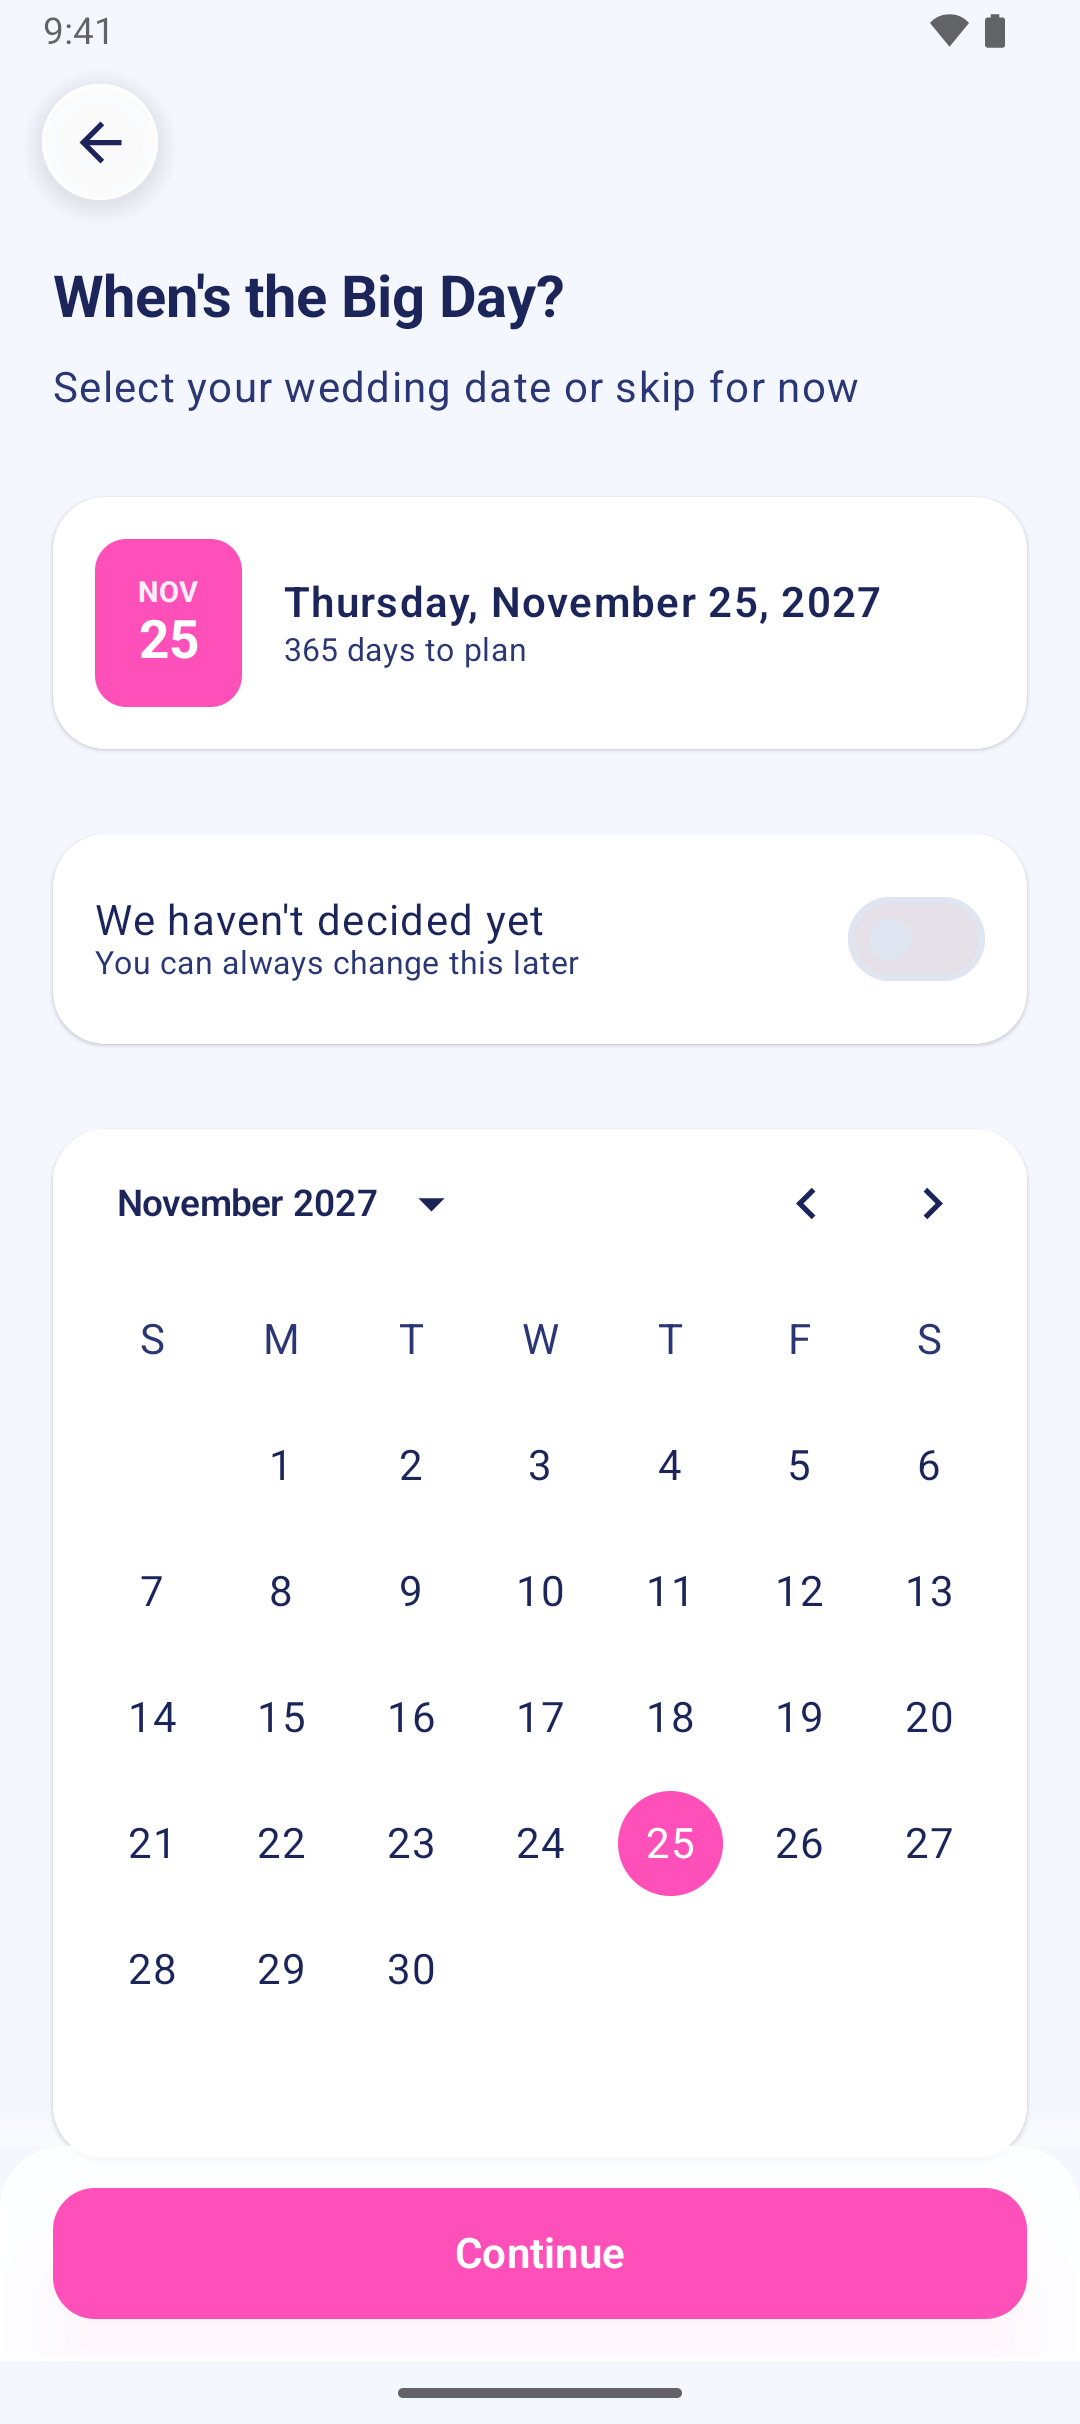 9:41
When's the Big Day?
Select your wedding date or skip for now
NOV
25
Thursday, November 25, 2027
365 days to plan
We haven't decided yet
You can always change this later
November 2027
S M T W T F S
1 2 3 4 5 6
7 8 9 10 11 12 13
14 15 16 17 18 19 20
21 22 23 24 25 26 27
28 29 30
Continue